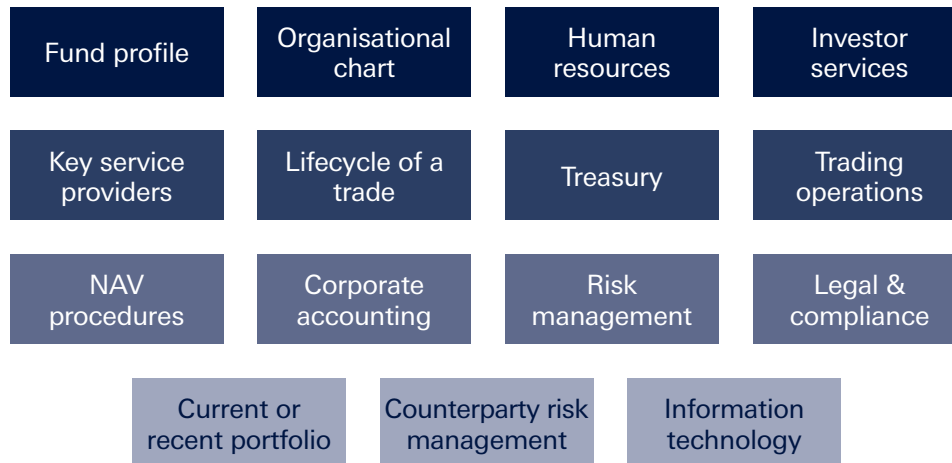 Fund profile
Organisational
chart
Human
resources
Investor
services
Key service
providers
Lifecycle of a
trade
Treasury
Trading
operations
NAV
procedures
Corporate
accounting
Risk
management
Legal &
compliance
Current or
recent portfolio
Counterparty risk
management
Information
technology